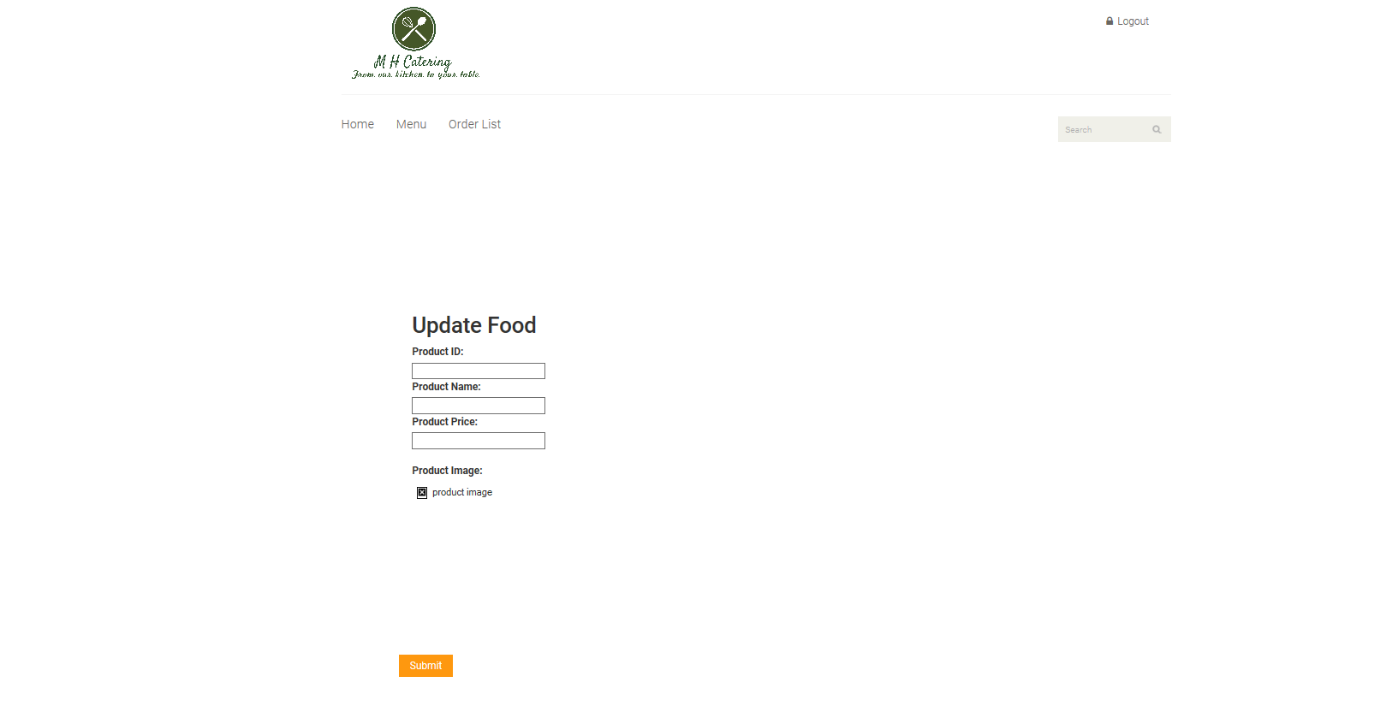 Logout
M H Catering
From our kitchen to your table.
Home Menu Order List
Search
Update Food
Product ID:
Product Name:
Product Price:
Product Image:
product image
Submit